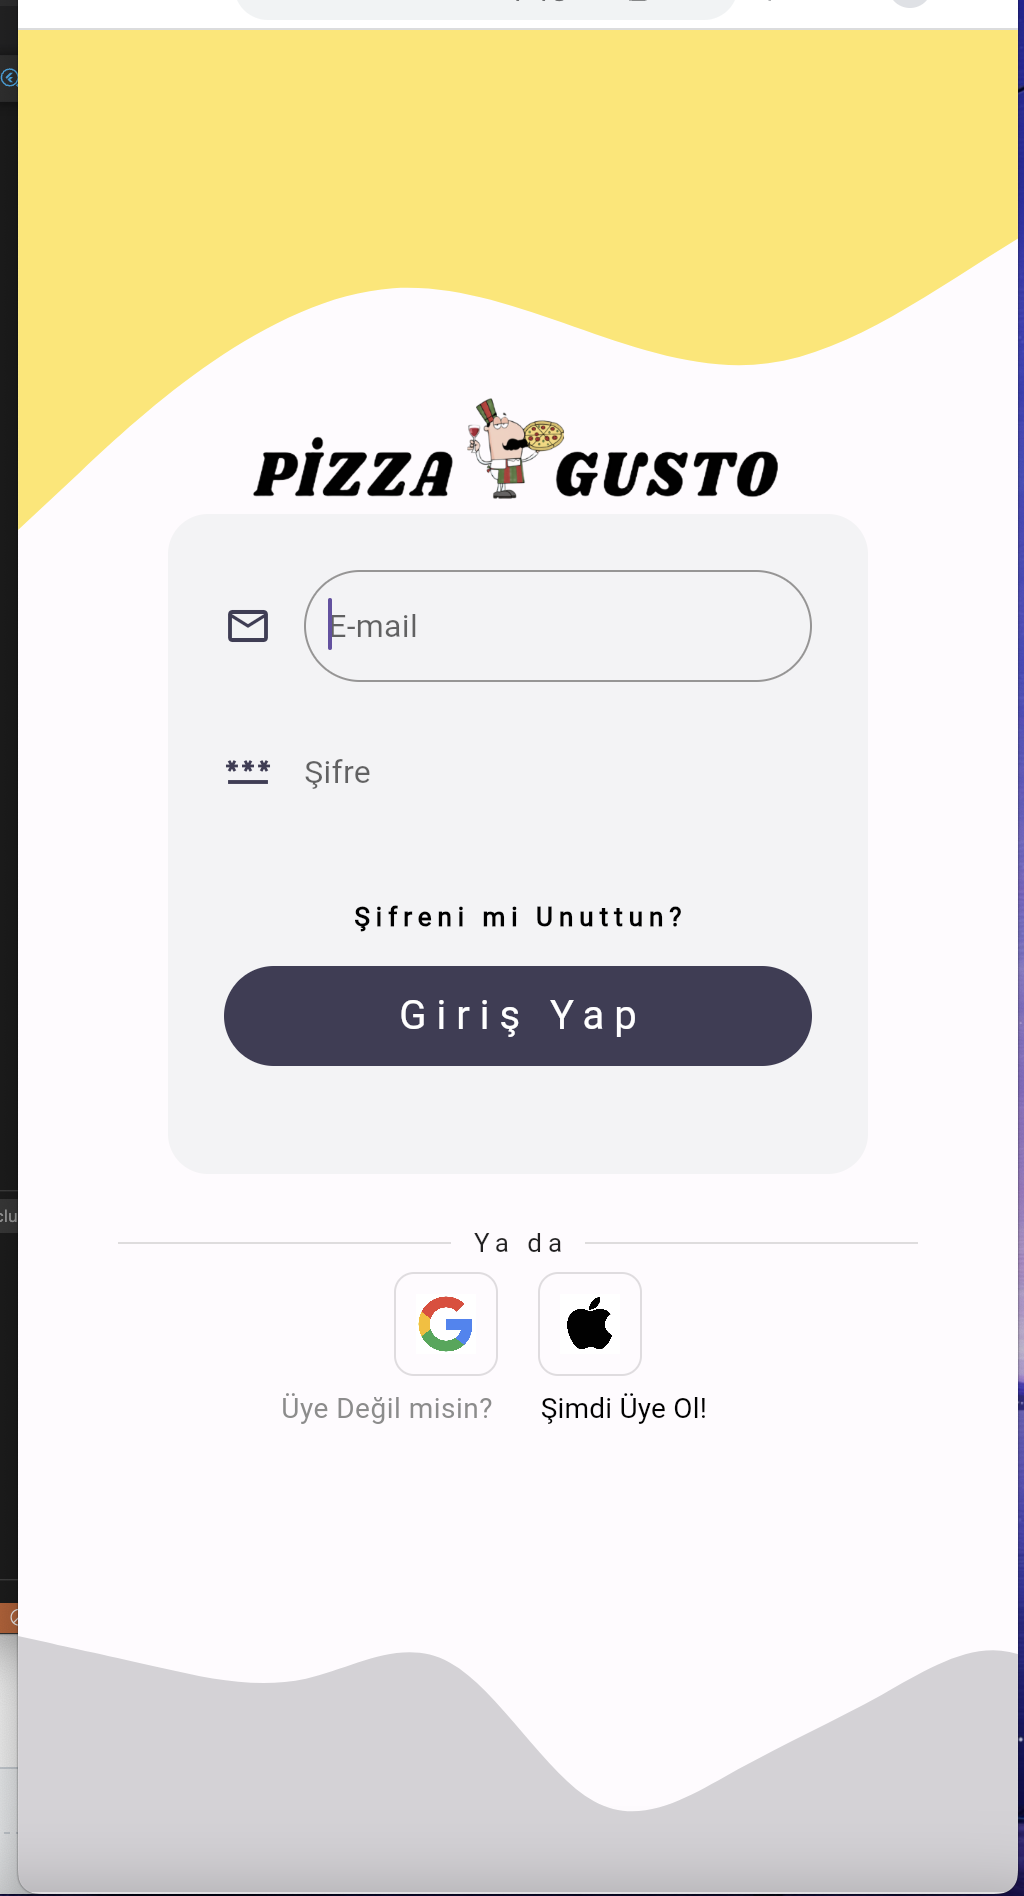 PİZZA GUSTO
E-mail
*** Şifre
Şifreni mi Unuttun?
Giriş Yap
Ya da
Üye Değil misin? Şimdi Üye Ol!